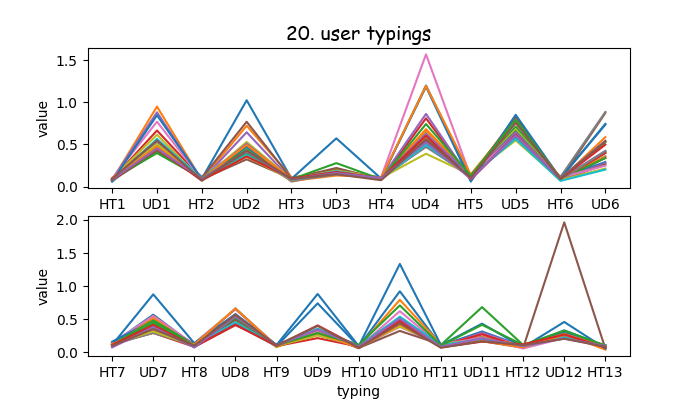 20. user typings
value
1.5
1.0
0.5
0.0
HT1 UD1 HT2 UD2 HT3 UD3 HT4 UD4 HT5 UD5 HT6 UD6
value
2.0
1.5
1.0
0.5
0.0
HT7 UD7 HT8 UD8 HT9 UD9 HT10 UD10 HT11 UD11 HT12 UD12 HT13
typing